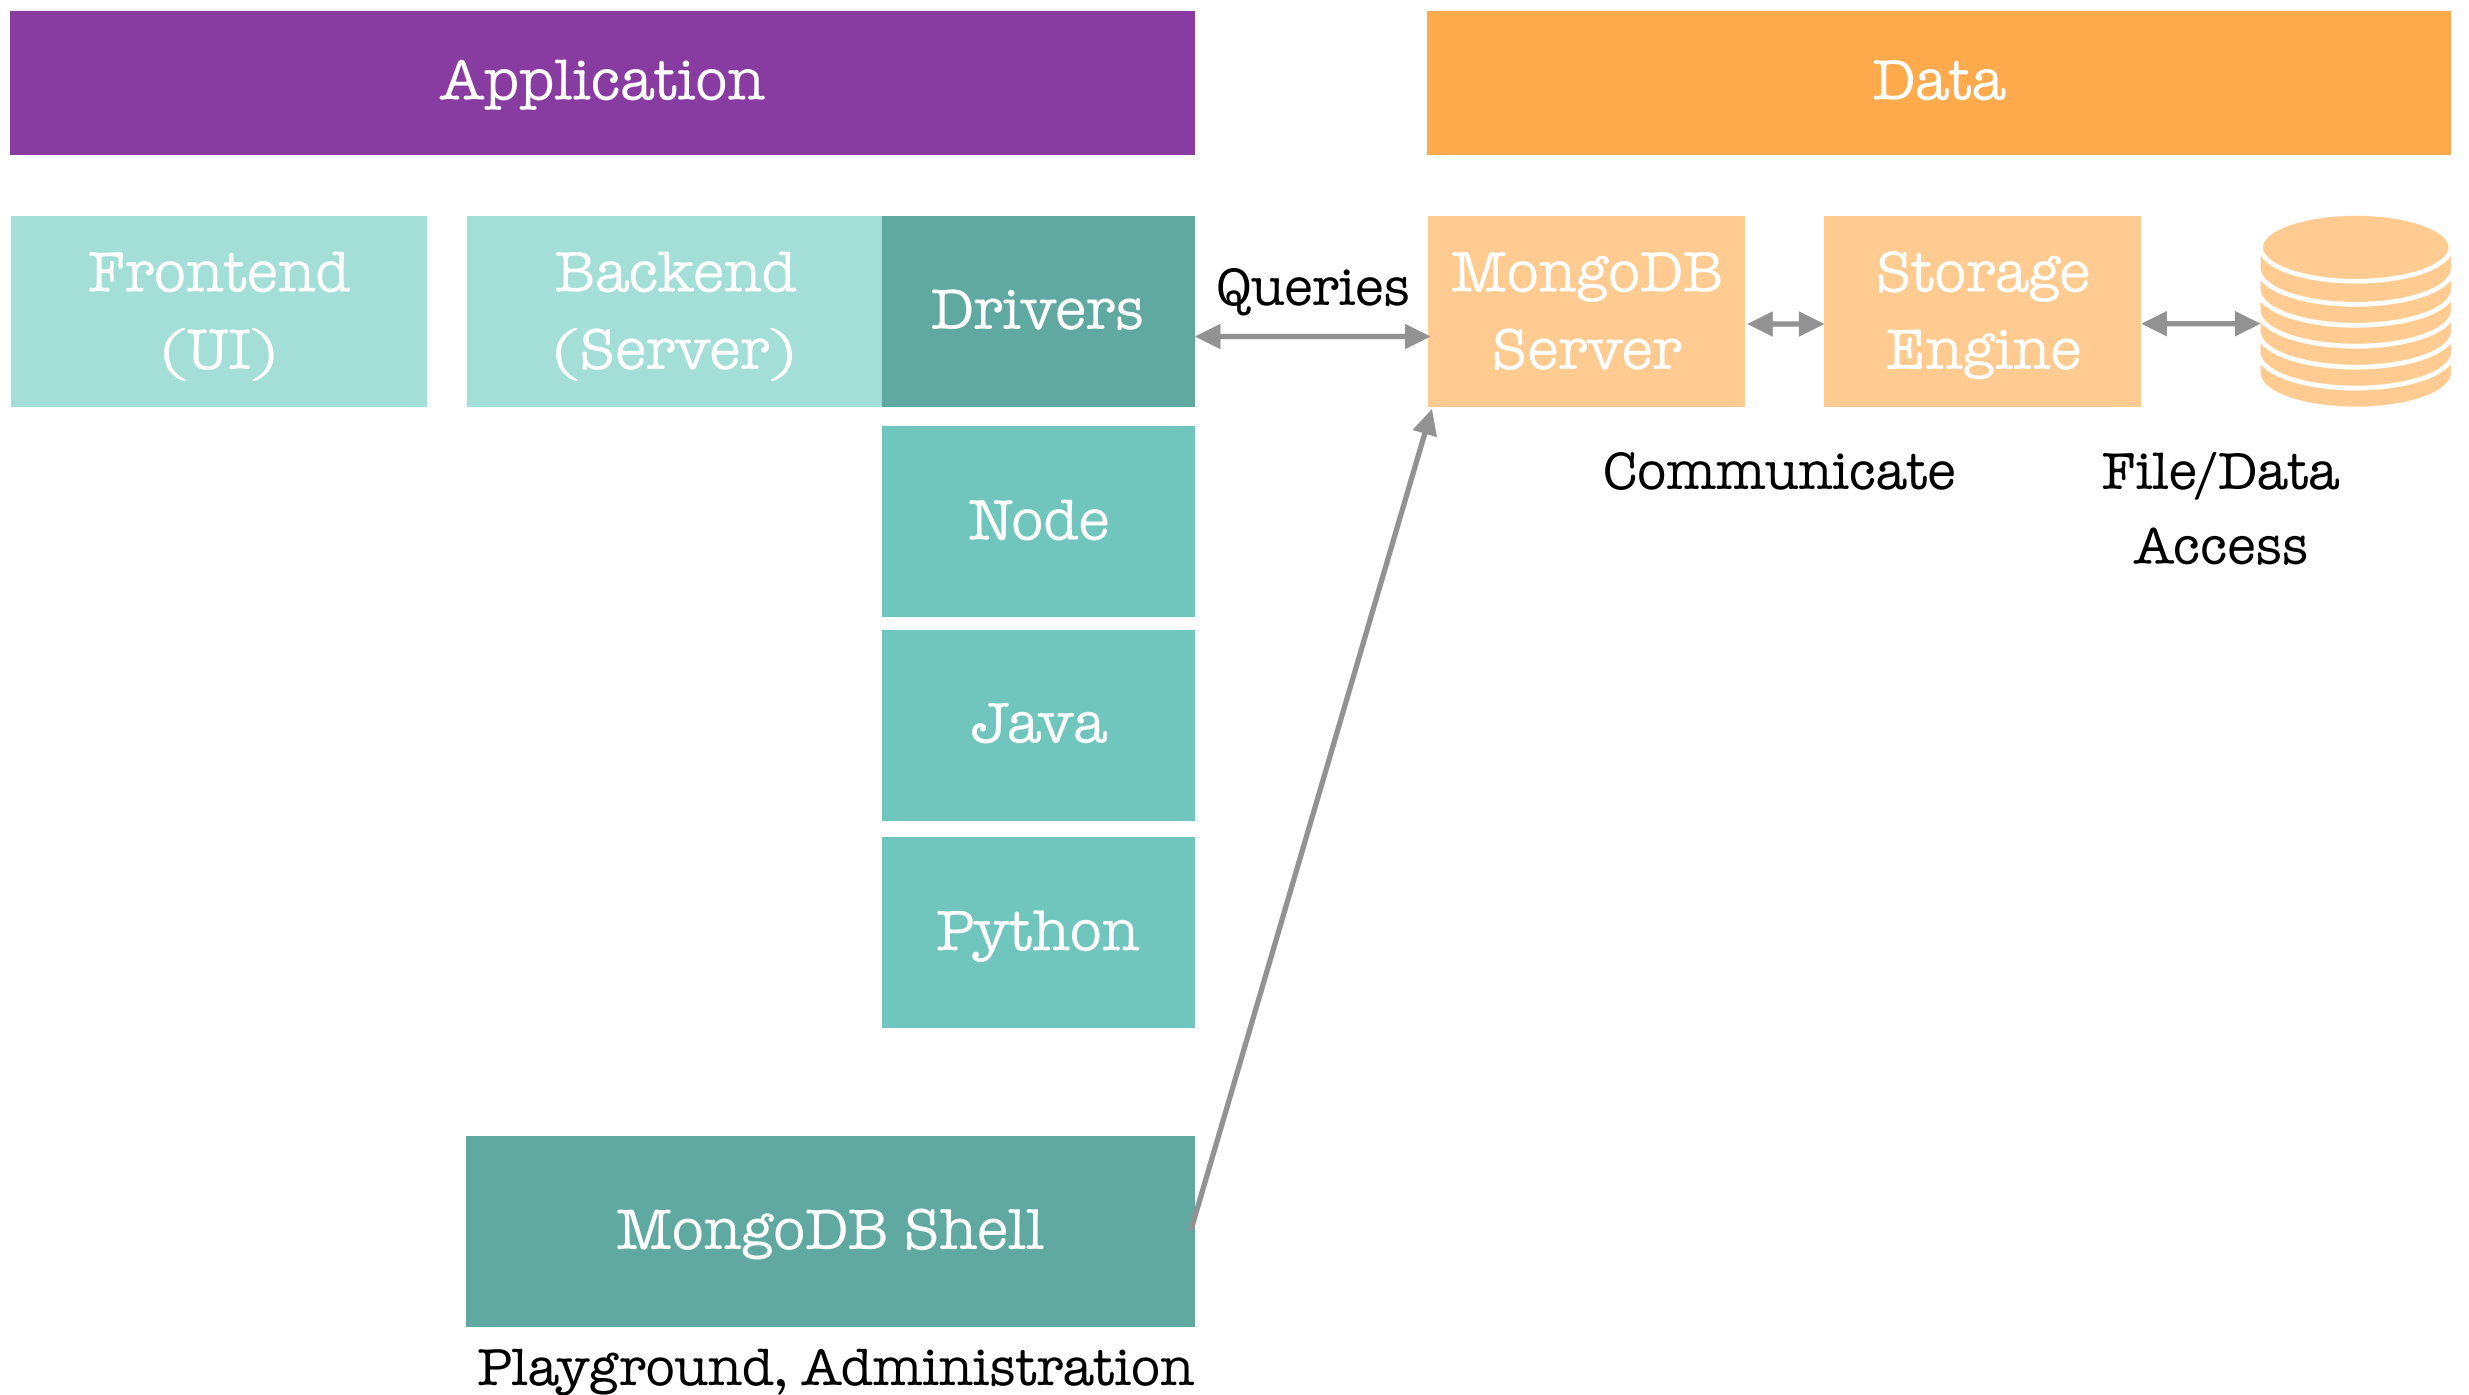 Application
Data
Frontend
(UI)
Backend
(Server)
Drivers
Queries
MongoDB
Server
Storage
Engine
Communicate
File/Data
Access
Node
Java
Python
MongoDB Shell
Playground, Administration